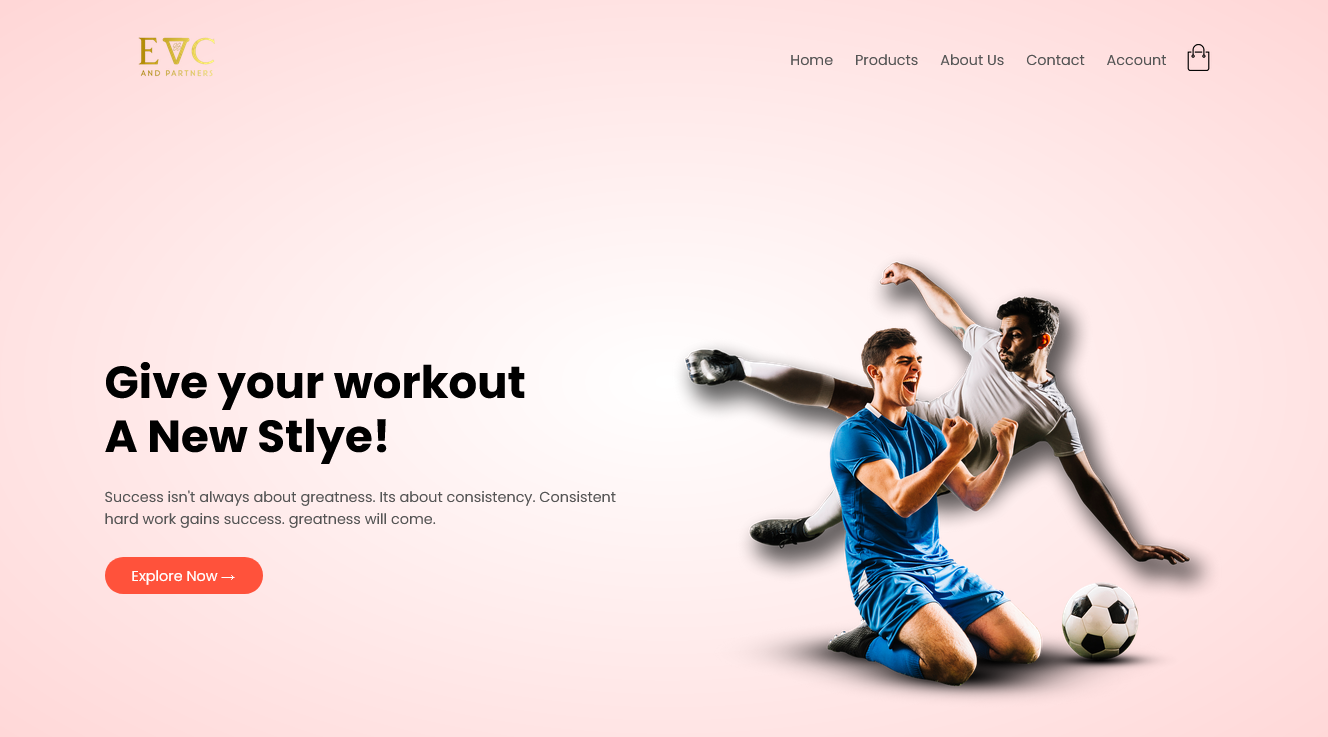 EVC
AND PARTNERS
Home Products About Us Contact Account
Give your workout
A New Stlye!
Success isn't always about greatness. Its about consistency. Consistent
hard work gains success. greatness will come.
Explore Now →